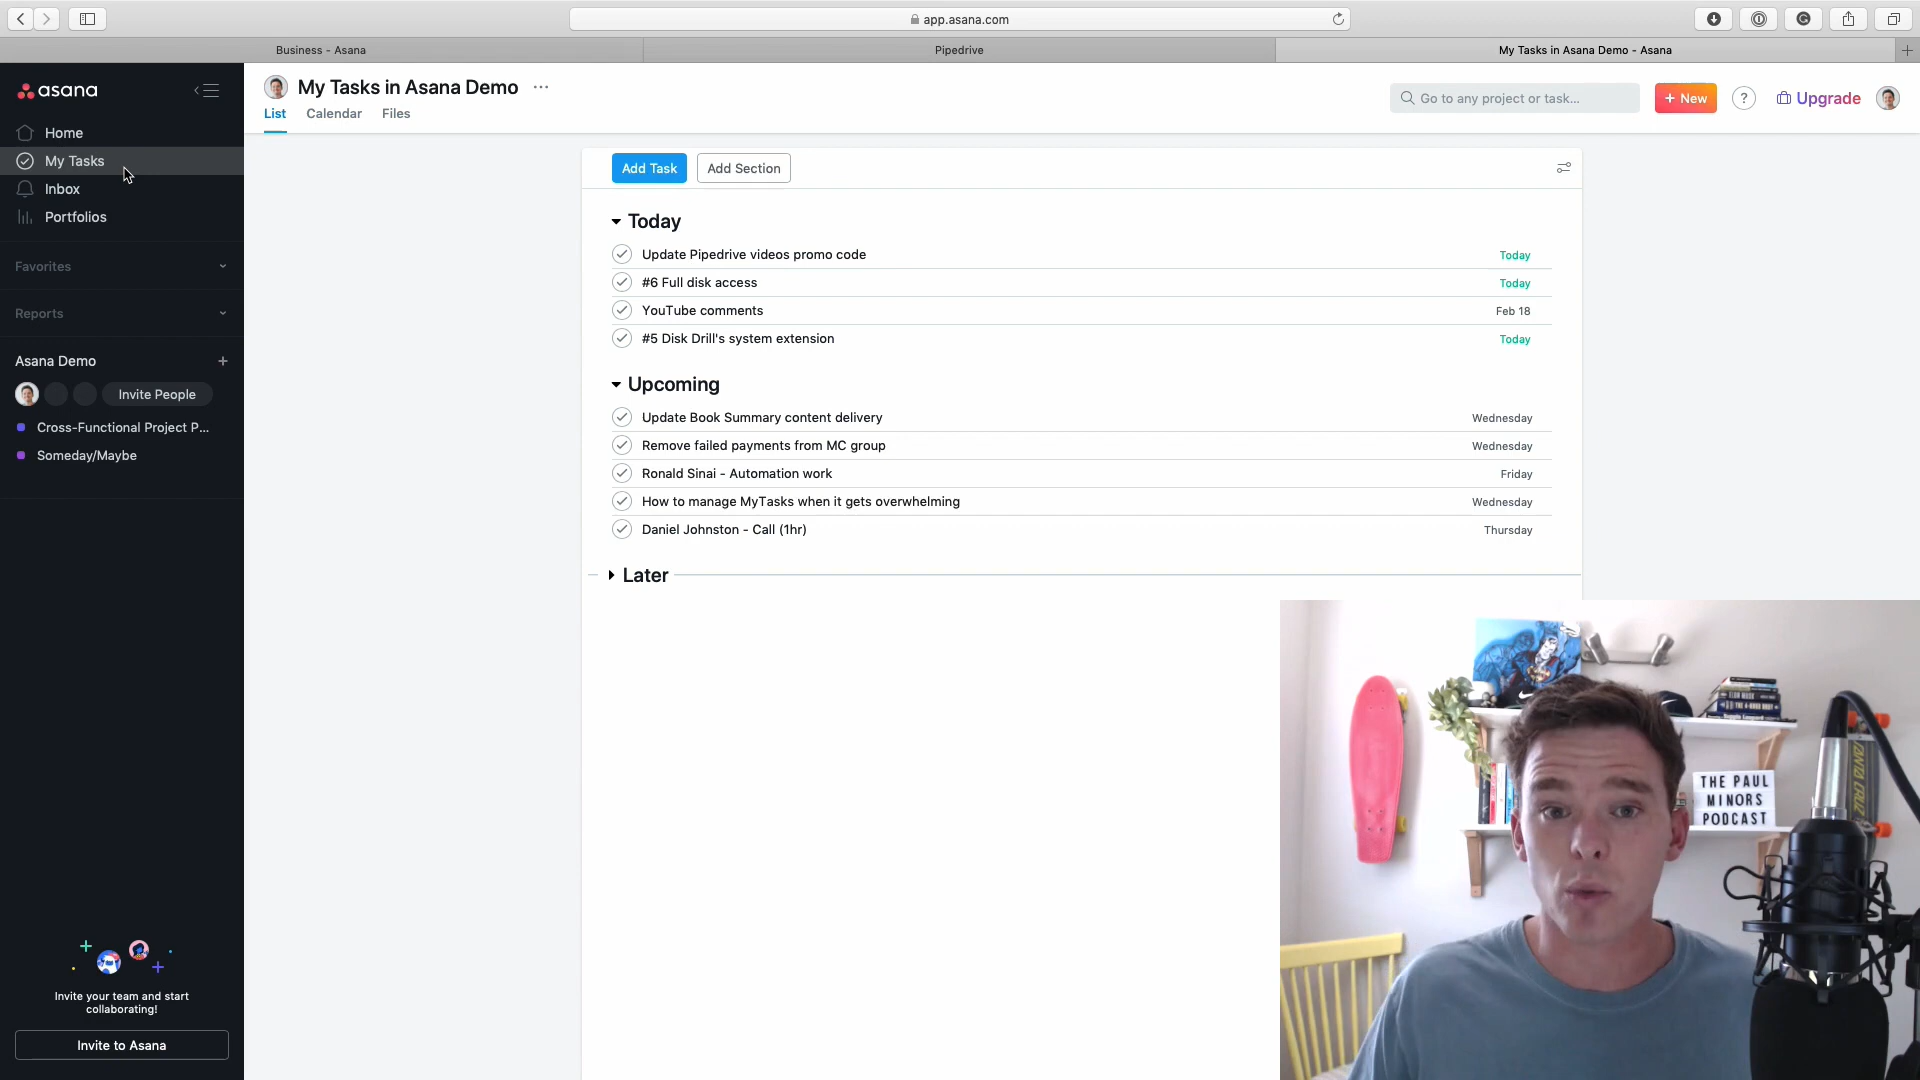 app.asana.com
Business - Asana
Pipedrive
My Tasks in Asana Demo - Asana
asana
Home
My Tasks
Inbox
Portfolios
Favorites
Reports
Asana Demo
Invite People
Cross-Functional Project P...
Someday/Maybe
Invite your team and start
collaborating!
Invite to Asana
My Tasks in Asana Demo
List
Calendar
Files
Go to any project or task...
+ New
?
Upgrade
Add Task
Add Section
Today
Update Pipedrive videos promo code
Today
#6 Full disk access
Today
YouTube comments
Feb 18
#5 Disk Drill's system extension
Today
Upcoming
Update Book Summary content delivery
Wednesday
Remove failed payments from MC group
Wednesday
Ronald Sinai - Automation work
Friday
How to manage MyTasks when it gets overwhelming
Wednesday
Daniel Johnston - Call (1hr)
Thursday
Later
THE PAUL
MINORS
PODCAST